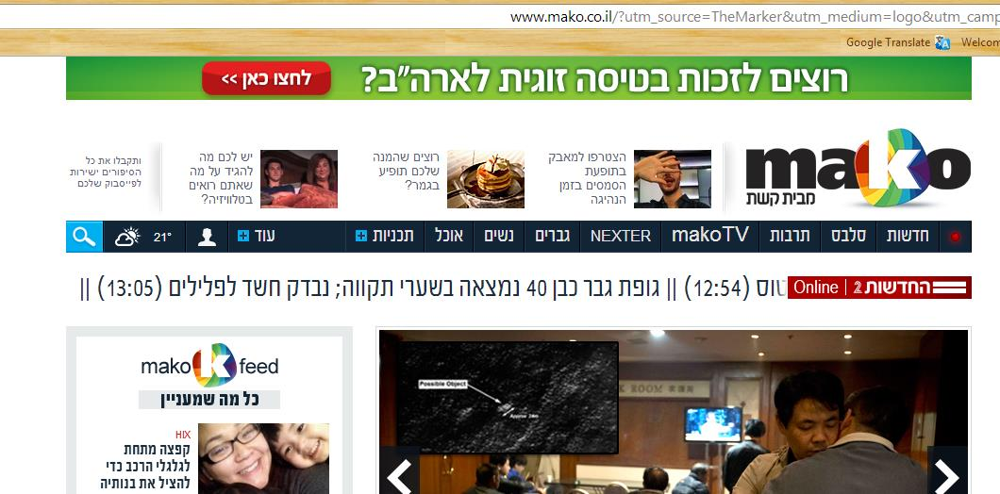 www.mako.co.il/?utm_source=TheMarker&utm_medium=logo&utm_camp
Google Translate
Welcom
רוצים לזכות בטיסה זוגית לארה"ב?
לחצו כאן >>
mako
מבית קשת
הצטרפו למאבק
בתופעת
הסמסים בזמן
הנהיגה
רוצים שהמנה
שלכם תופיע
בגמר?
יש לכם מה
להגיד על מה
שאתם רואים
בטלוויזיה?
ותקבלו את כל
הסיפורים ישירות
לפייסבוק שלכם
חדשות סלבס תרבות makoTV NEXTER גברים נשים אוכל תכניות עוד 21°
החדשות 2 Online
(12:54) || גופת גבר כבן 40 נמצאה בשערי תקווה; נבדק חשד לפלילים (13:05) ||
mako k feed
כל מה שמעניין
HIX
קפצה מתחת
לגלגלי הרכב כדי
להציל את בנותיה
Possible Object
Approx 24m
ROOM